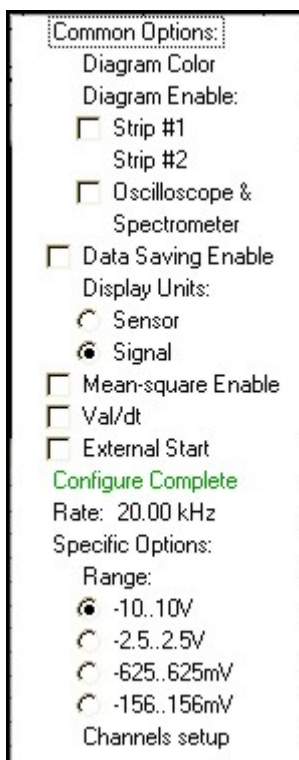 Common Options:
Diagram Color
Diagram Enable:
Strip #1
Strip #2
Oscilloscope &
Spectrometer
Data Saving Enable
Display Units:
Sensor
Signal
Mean-square Enable
Val/dt
External Start
Configure Complete
Rate: 20.00 kHz
Specific Options:
Range:
-10..10V
-2.5..2.5V
-625..625mV
-156..156mV
Channels setup